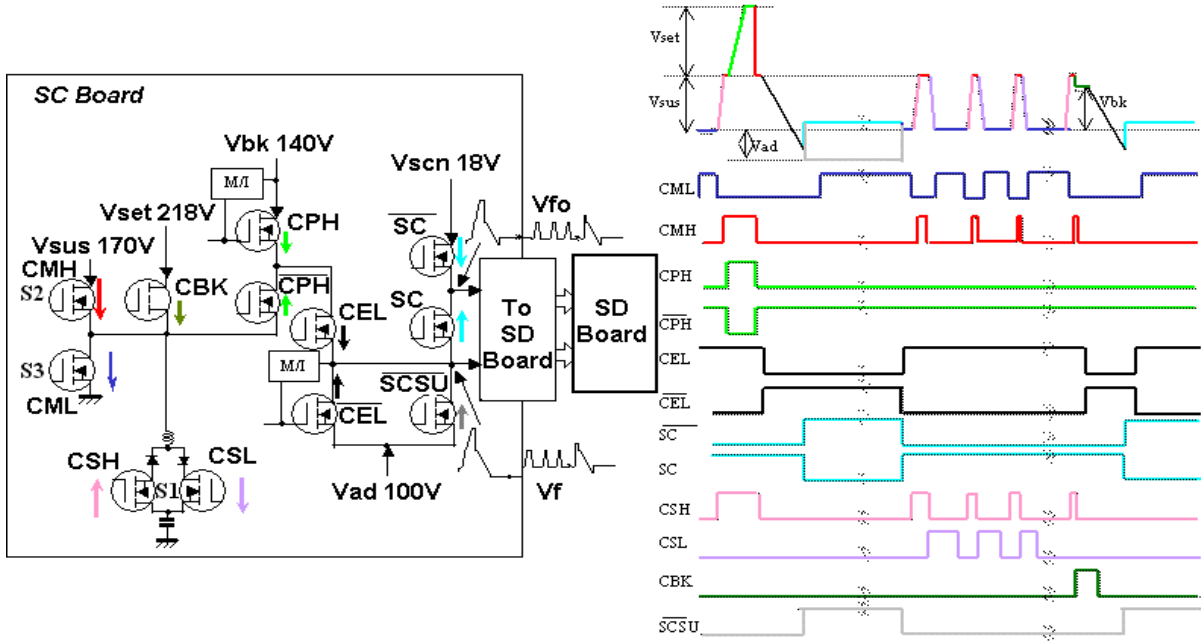 SC Board
Vbk 140V
M/I
CPH
Vset 218V
Vsus 170V
CMH
S2
CBK
CPH
CEL
M/I
S3
CML
CEL
SCSU
CSH
S1
CSL
Vad 100V
Vscn 18V
SC
SC
Vfo
To
SD
Board
SD
Board
Vf
Vset
Vsus
Vad
Vbk
CML
CMH
CPH
CPH
CEL
CEL
SC
SC
CSH
CSL
CBK
SCSU